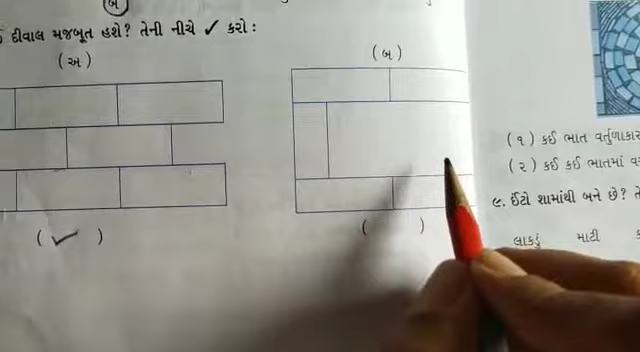 (બ)
દીવાલ મજબૂત હશે? તેની નીચે ✓ કરો :
(અ)
(બ)
( ✓ )
( )
(૧) કઈ ભાત વર્તુળાકાર
(૨) કઈ કઈ ભાતમાં
૯. ઈંટો શામાંથી બને છે?
લાકડું માટી